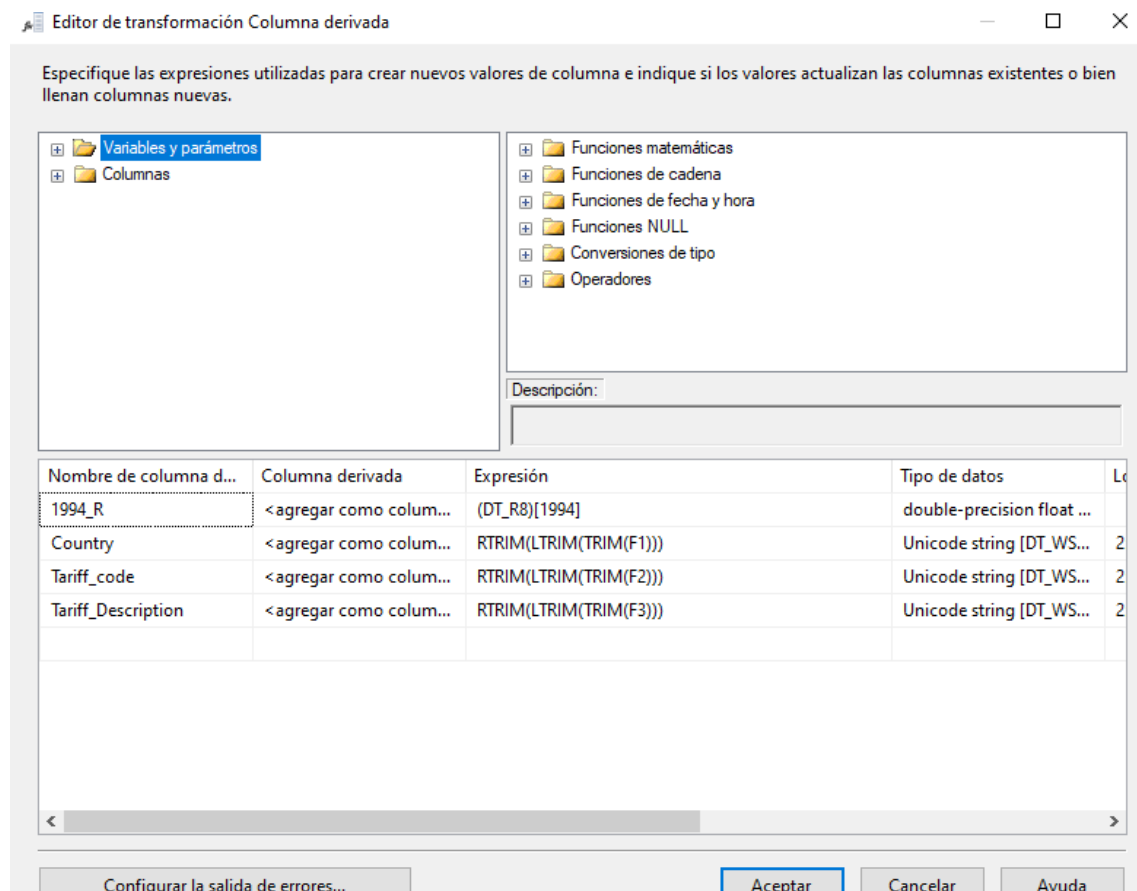 Editor de transformación Columna derivada
Especifique las expresiones utilizadas para crear nuevos valores de columna e indique si los valores actualizan las columnas existentes o bien
llenan columnas nuevas.
Variables y parámetros
Columnas
Funciones matemáticas
Funciones de cadena
Funciones de fecha y hora
Funciones NULL
Conversiones de tipo
Operadores
Descripción:
Nombre de columna d... Columna derivada Expresión Tipo de datos
1994_R <agregar como colum... (DT_R8)[1994] double-precision float ...
Country <agregar como colum... RTRIM(LTRIM(TRIM(F1))) Unicode string [DT_WS... 2
Tariff_code <agregar como colum... RTRIM(LTRIM(TRIM(F2))) Unicode string [DT_WS... 2
Tariff_Description <agregar como colum... RTRIM(LTRIM(TRIM(F3))) Unicode string [DT_WS... 2
Configurar la salida de errores... Aceptar Cancelar Ayuda